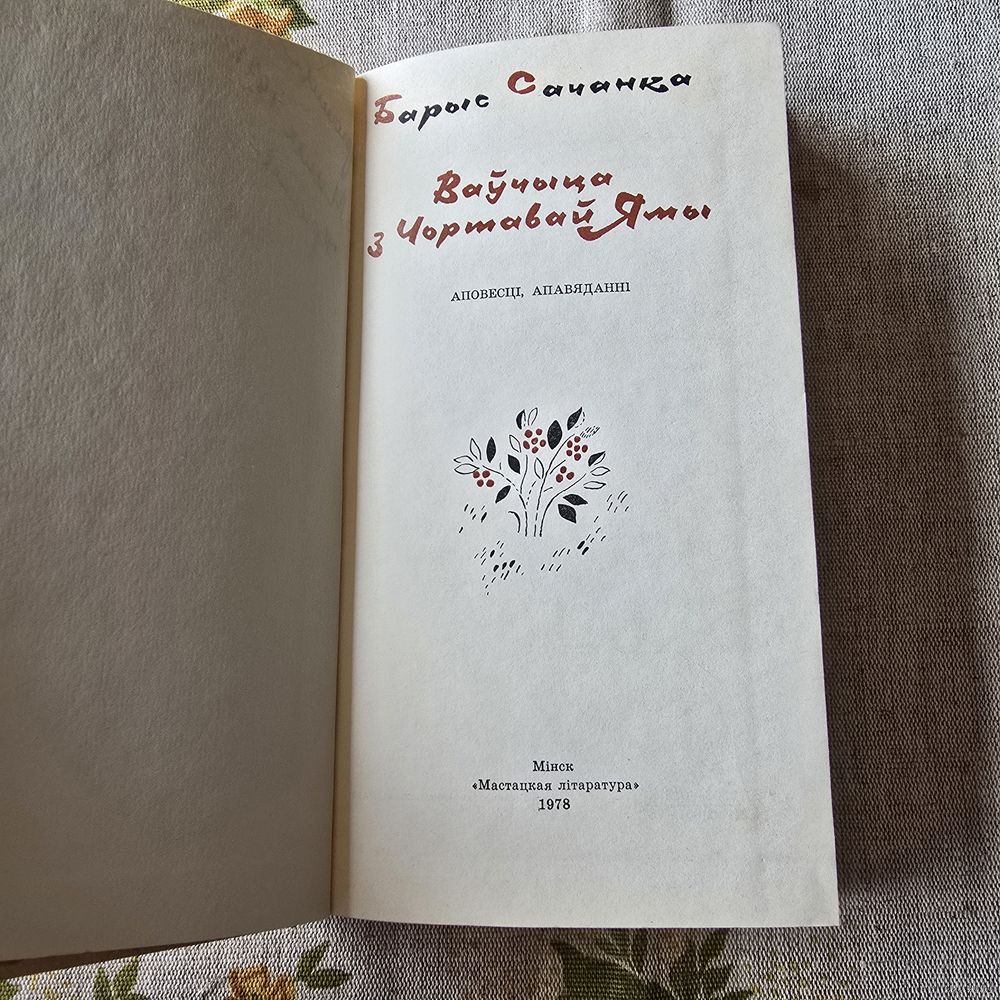 Барыс Сачанка
Ваўчыца
з Чортавай Ямы
АПОВЕСЦІ, АПАВЯДАННІ
Мінск
«Мастацкая літаратура»
1978